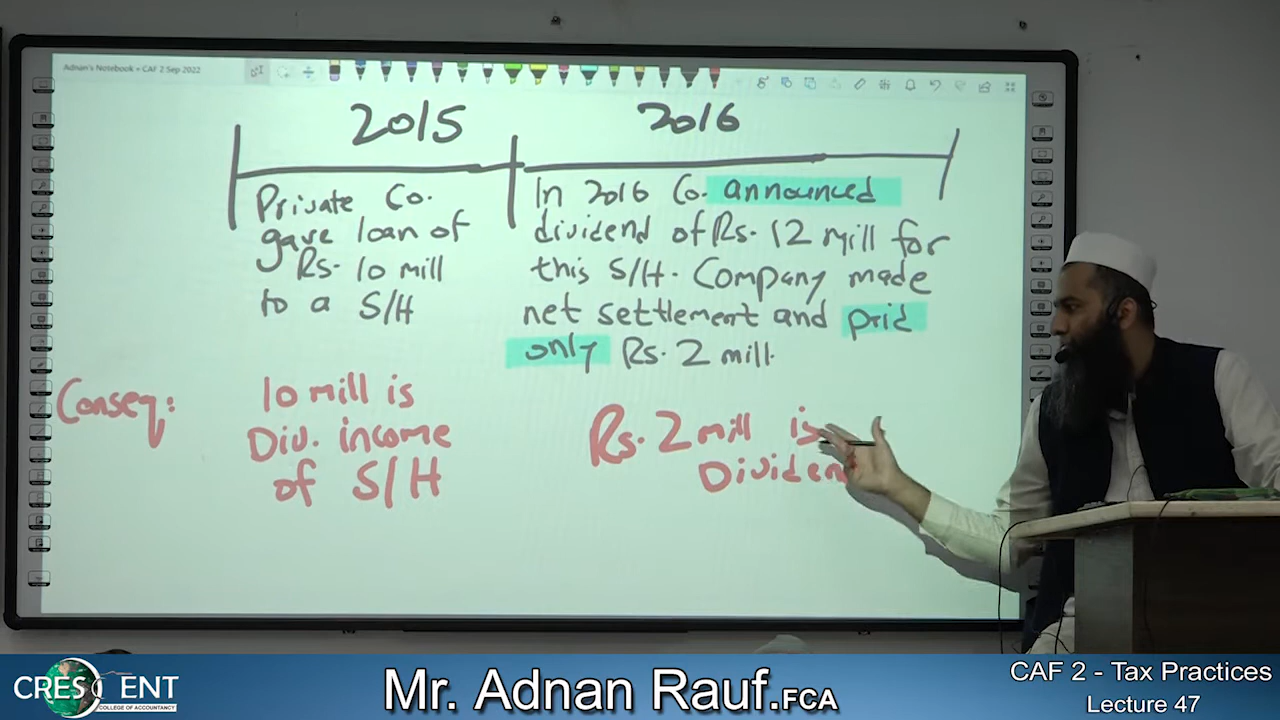 Adnan's Notebook – CAF 2 Sep 2022
2015
2016
Private Co.
gave loan of
Rs. 10 mill
to a S/H
In 2016 Co. announced
dividend of Rs. 12 mill for
this S/H. Company made
net settlement and paid
only Rs. 2 mill.
Conseq:
10 mill is
Div. income
of S/H
Rs. 2 mill is
Dividen
CRESCENT
COLLEGE OF ACCOUNTANCY
Mr. Adnan Rauf.FCA
CAF 2 - Tax Practices
Lecture 47